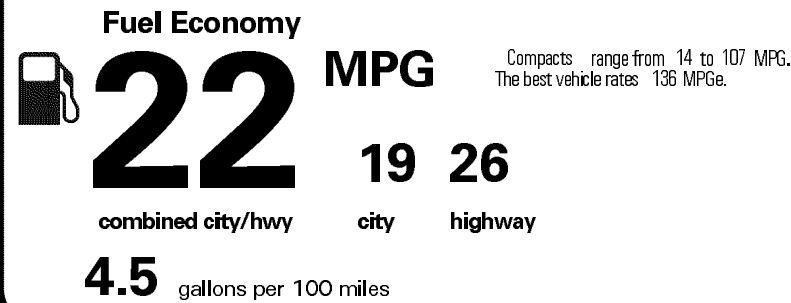 Fuel Economy
22 MPG
Compacts range from 14 to 107 MPG.
The best vehicle rates 136 MPGe.
19 26
combined city/hwy city highway
4.5 gallons per 100 miles